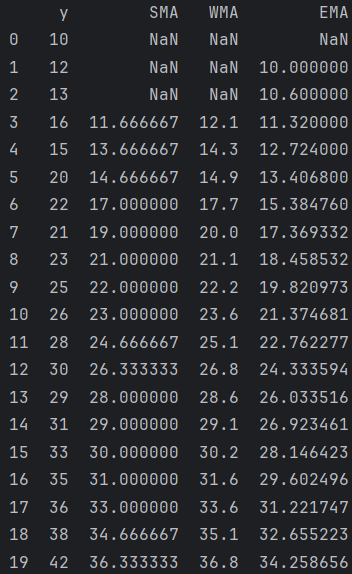 y SMA WMA EMA
0 10 NaN NaN NaN
1 12 NaN NaN 10.000000
2 13 NaN NaN 10.600000
3 16 11.666667 12.1 11.320000
4 15 13.666667 14.3 12.724000
5 20 14.666667 14.9 13.406800
6 22 17.000000 17.7 15.384760
7 21 19.000000 20.0 17.369332
8 23 21.000000 21.1 18.458532
9 25 22.000000 22.2 19.820973
10 26 23.000000 23.6 21.374681
11 28 24.666667 25.1 22.762277
12 30 26.333333 26.8 24.333594
13 29 28.000000 28.6 26.033516
14 31 29.000000 29.1 26.923461
15 33 30.000000 30.2 28.146423
16 35 31.000000 31.6 29.602496
17 36 33.000000 33.6 31.221747
18 38 34.666667 35.1 32.655223
19 42 36.333333 36.8 34.258656